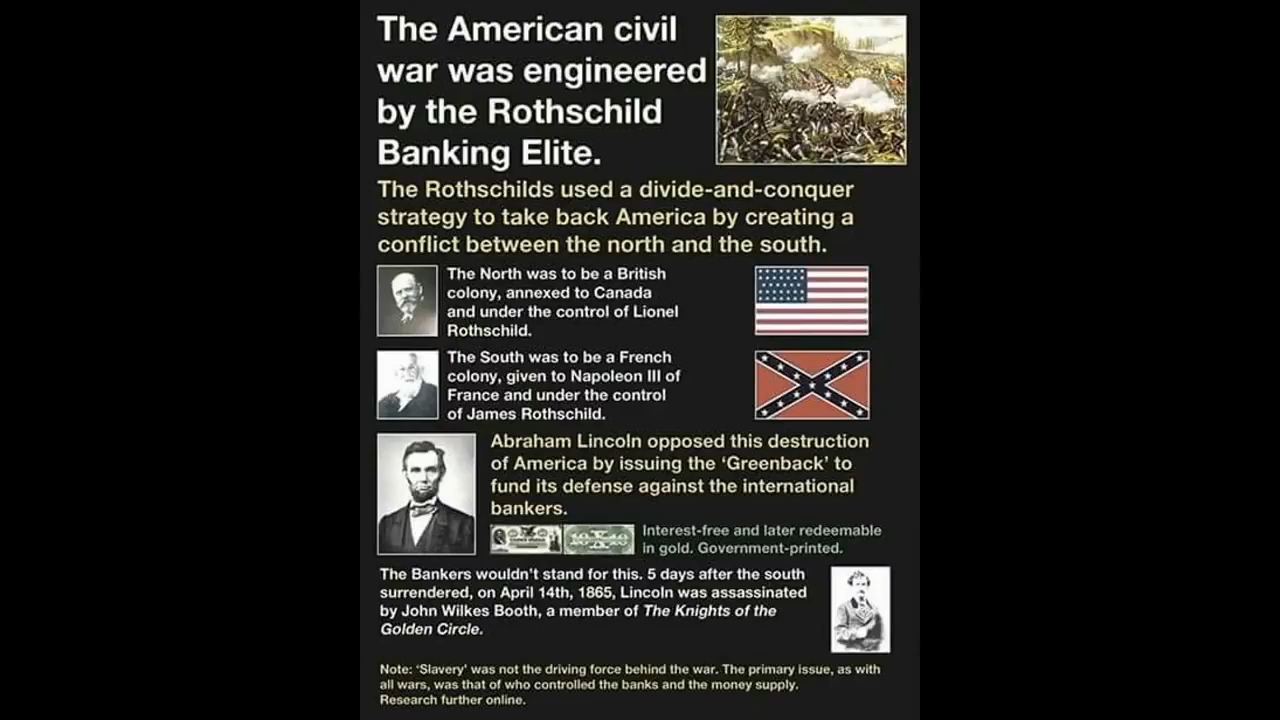 The American civil
war was engineered
by the Rothschild
Banking Elite.
The Rothschilds used a divide-and-conquer
strategy to take back America by creating a
conflict between the north and the south.
The North was to be a British
colony, annexed to Canada
and under the control of Lionel
Rothschild.
The South was to be a French
colony, given to Napoleon III of
France and under the control
of James Rothschild.
Abraham Lincoln opposed this destruction
of America by issuing the ‘Greenback’ to
fund its defense against the international
bankers.
Interest-free and later redeemable
in gold. Government-printed.
The Bankers wouldn't stand for this. 5 days after the south
surrendered, on April 14th, 1865, Lincoln was assassinated
by John Wilkes Booth, a member of The Knights of the
Golden Circle.
Note: ‘Slavery’ was not the driving force behind the war. The primary issue, as with
all wars, was that of who controlled the banks and the money supply.
Research further online.